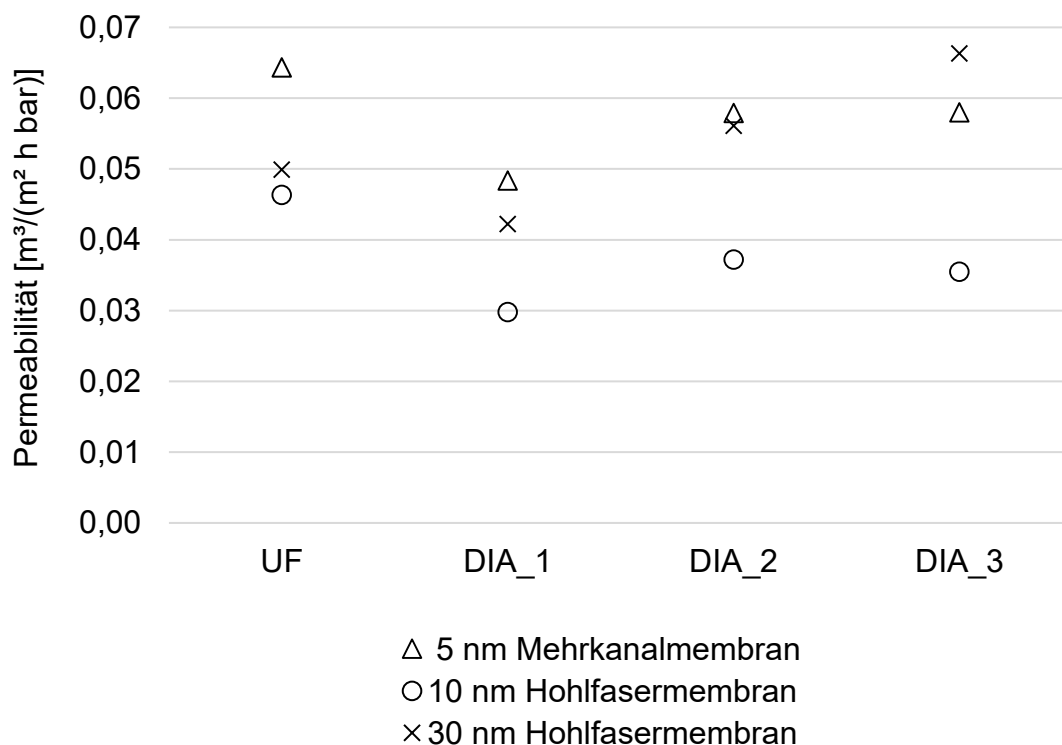 Permeabilität [m³/(m² h bar)]
0,07
0,06
0,05
0,04
0,03
0,02
0,01
0,00
UF DIA_1 DIA_2 DIA_3
5 nm Mehrkanalmembran
10 nm Hohlfasermembran
30 nm Hohlfasermembran